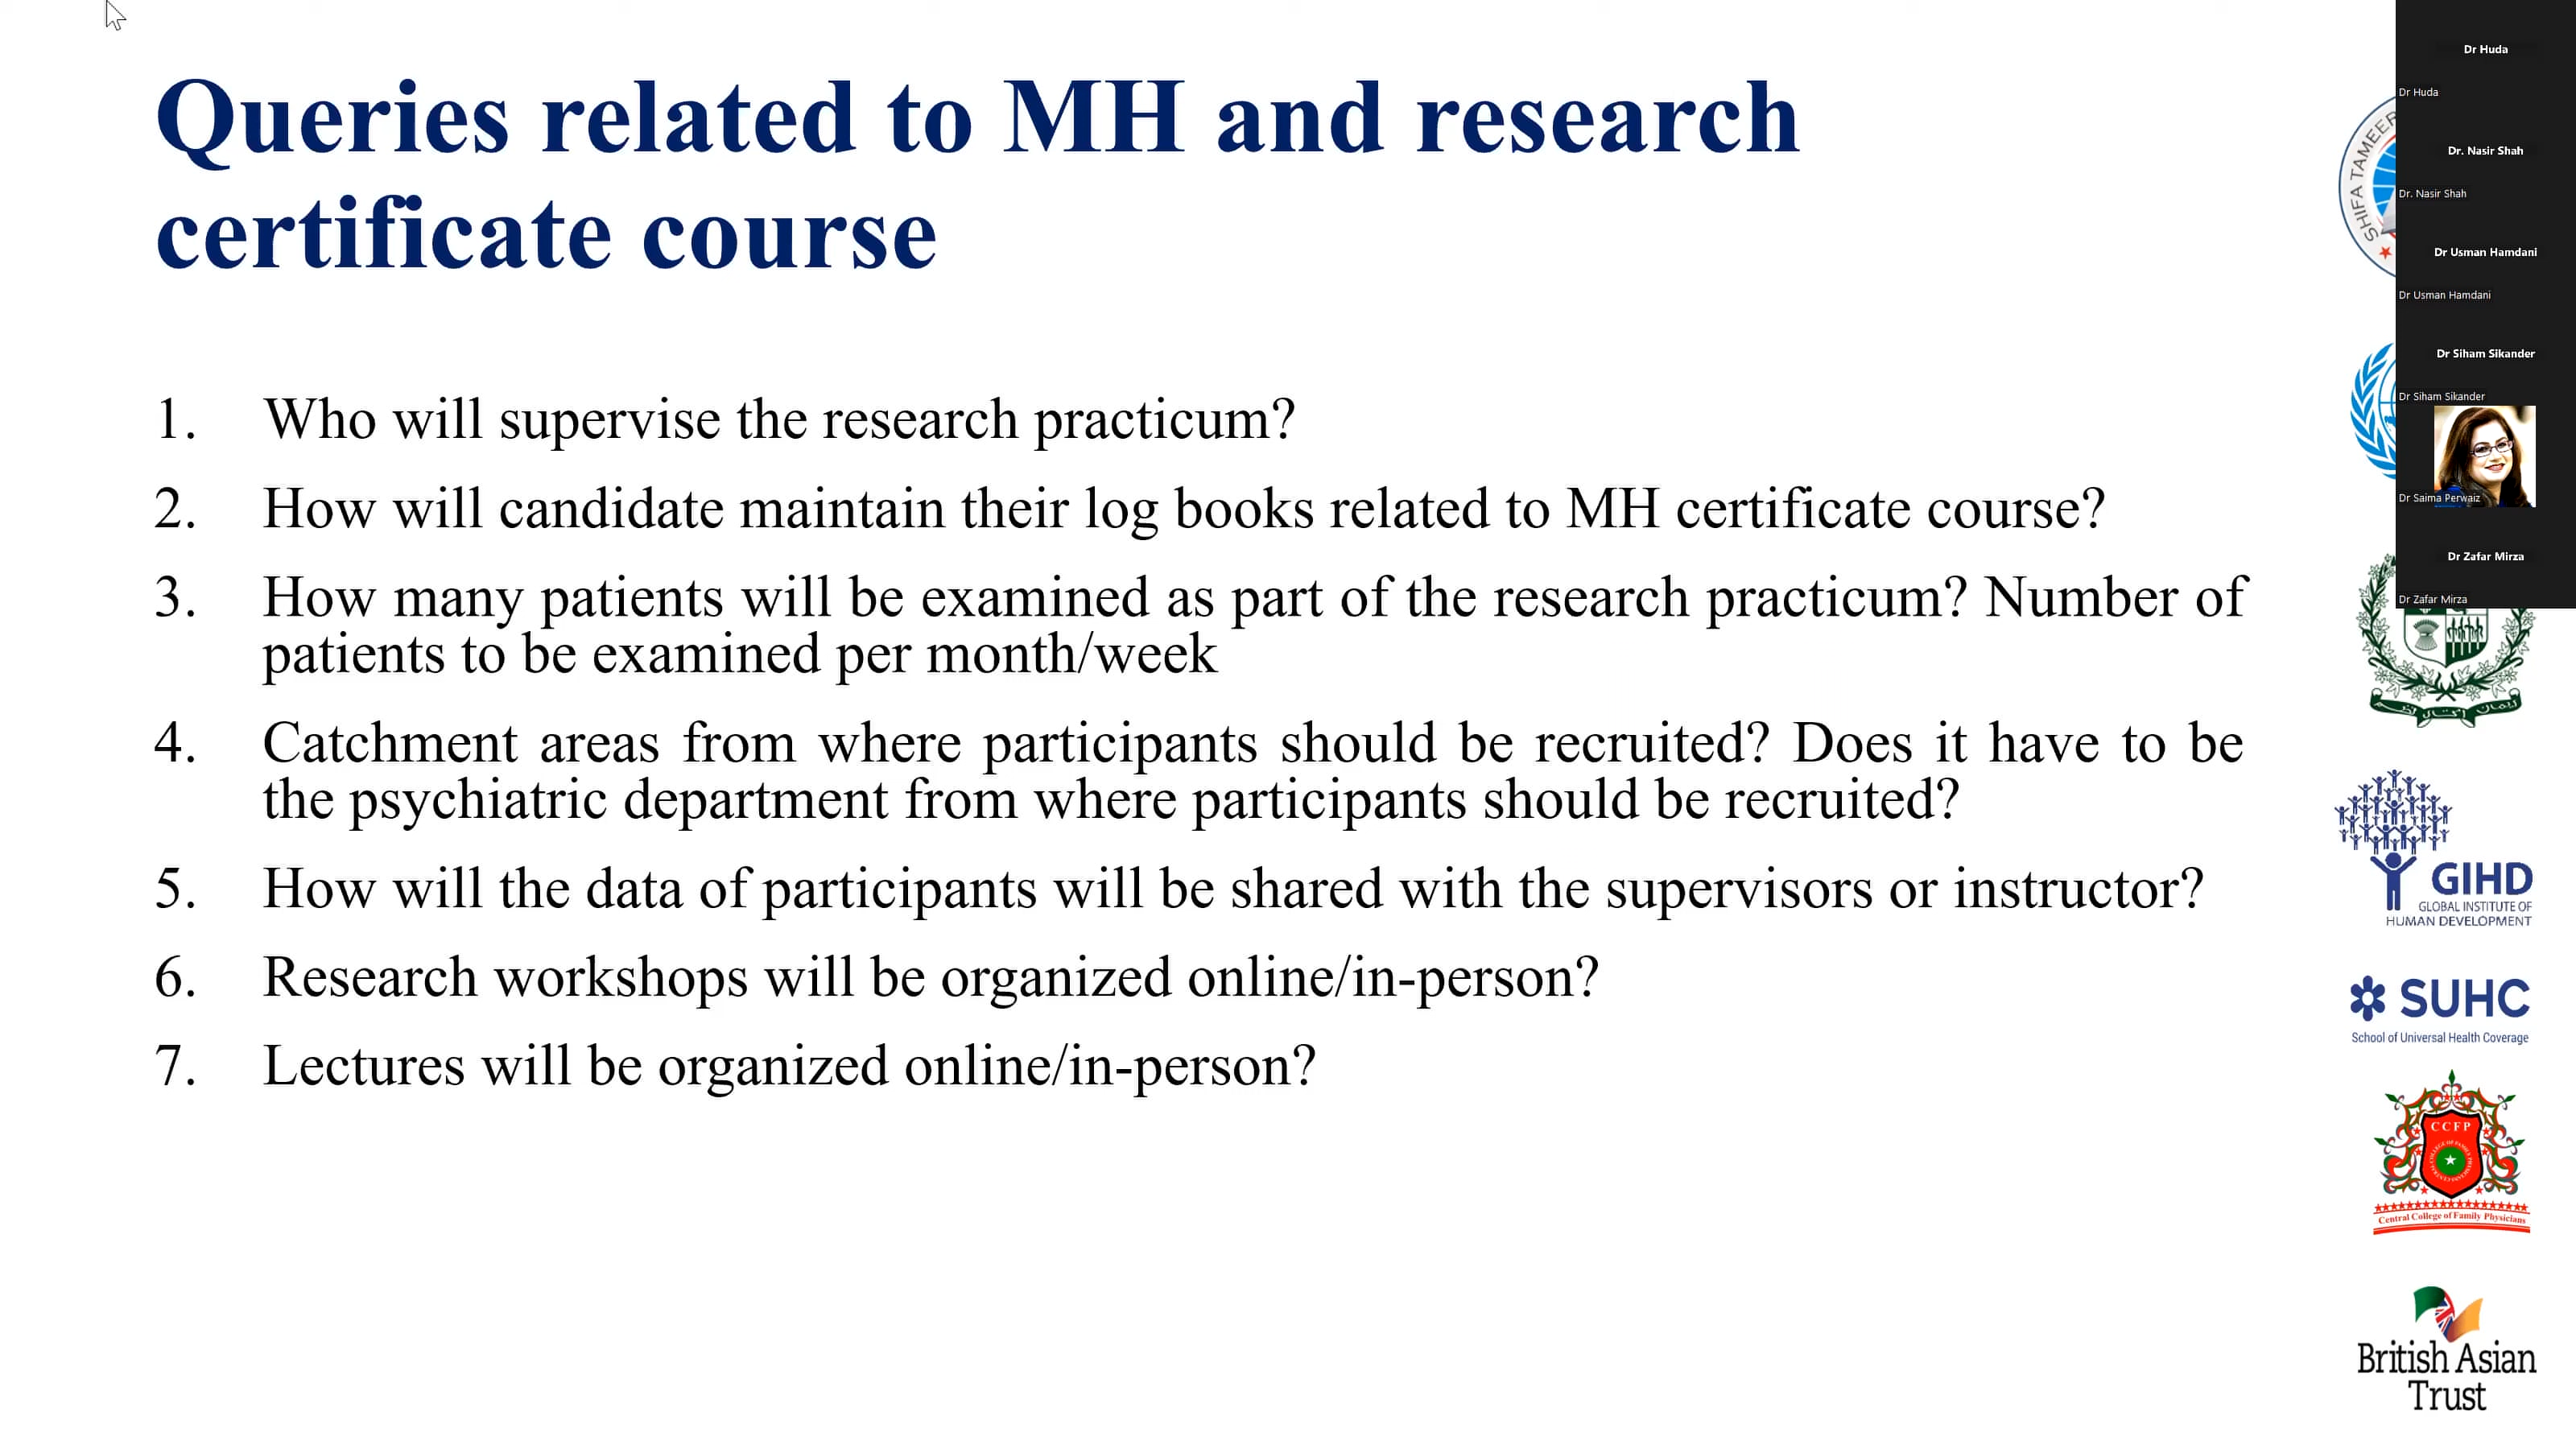 Queries related to MH and research
certificate course
1. Who will supervise the research practicum?
2. How will candidate maintain their log books related to MH certificate course?
3. How many patients will be examined as part of the research practicum? Number of
patients to be examined per month/week
4. Catchment areas from where participants should be recruited? Does it have to be
the psychiatric department from where participants should be recruited?
5. How will the data of participants will be shared with the supervisors or instructor?
6. Research workshops will be organized online/in-person?
7. Lectures will be organized online/in-person?
Dr Huda
Dr Huda
Dr. Nasir Shah
Dr. Nasir Shah
Dr Usman Hamdani
Dr Usman Hamdani
Dr Siham Sikander
Dr Siham Sikander
Dr Saima Perwaiz
Dr Zafar Mirza
Dr Zafar Mirza
SHIFA TAMEER
GIHD
GLOBAL INSTITUTE OF
HUMAN DEVELOPMENT
SUHC
School of Universal Health Coverage
CCFP
Central College of Family Physicians
British Asian
Trust